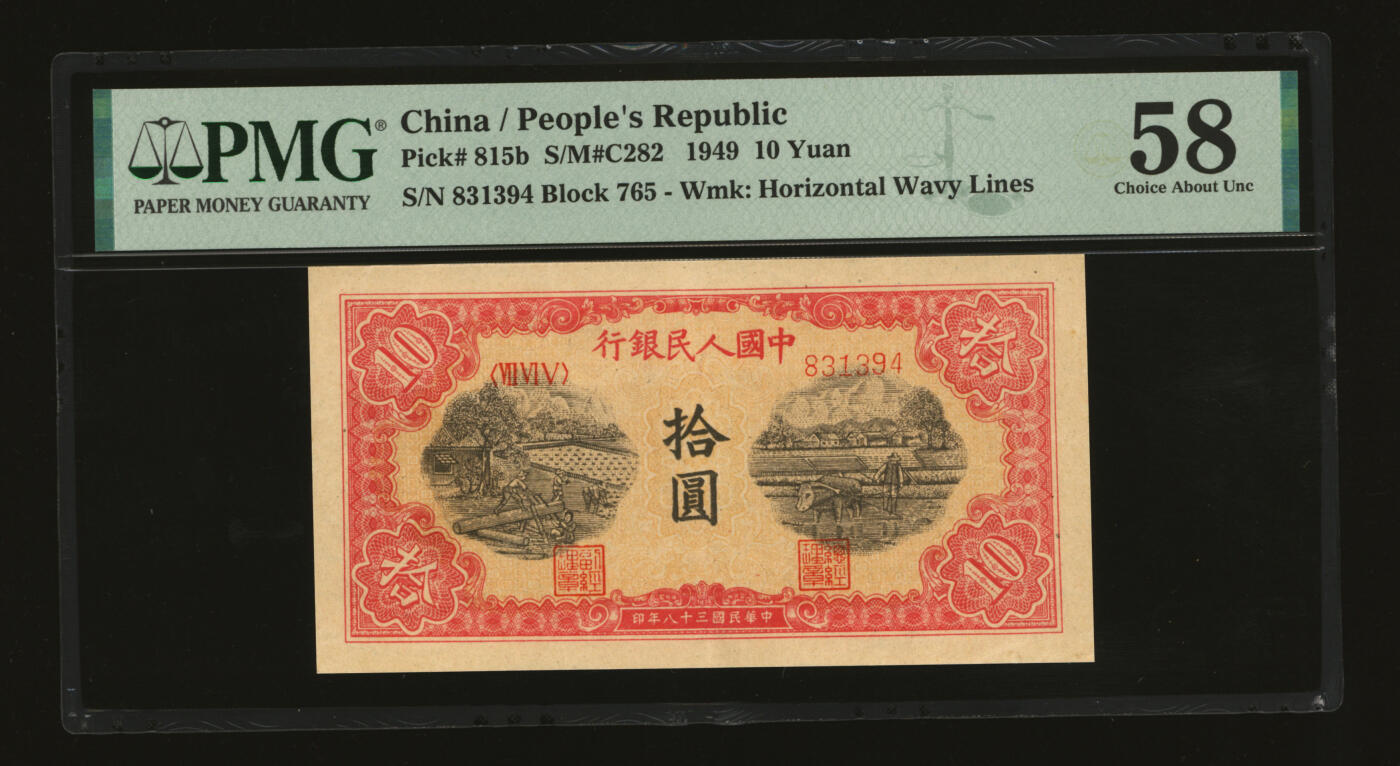 PMG®
PAPER MONEY GUARANTY
China / People's Republic
Pick# 815b S/M#C282 1949 10 Yuan
S/N 831394 Block 765 - Wmk: Horizontal Wavy Lines
58
Choice About Unc
10
行銀民人國中
拾
〈ⅦⅥⅤ〉
831394
拾
圓
拾
10
印年八十三國民華中